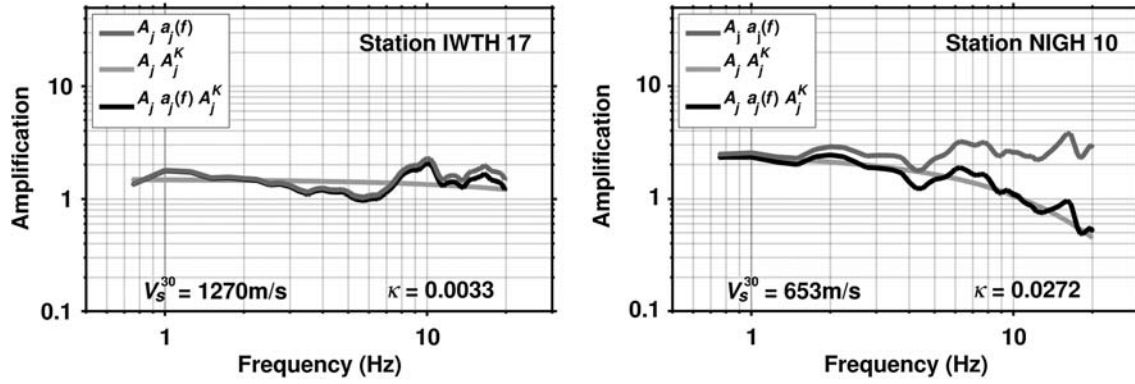 A_j a_j(f)
A_j A_j^K
A_j a_j(f) A_j^K
Station IWTH 17
Amplification
10
1
0.1
V_s^30 = 1270m/s
κ = 0.0033
1
10
Frequency (Hz)
A_j a_j(f)
A_j A_j^K
A_j a_j(f) A_j^K
Station NIGH 10
Amplification
10
1
0.1
V_s^30 = 653m/s
κ = 0.0272
1
10
Frequency (Hz)